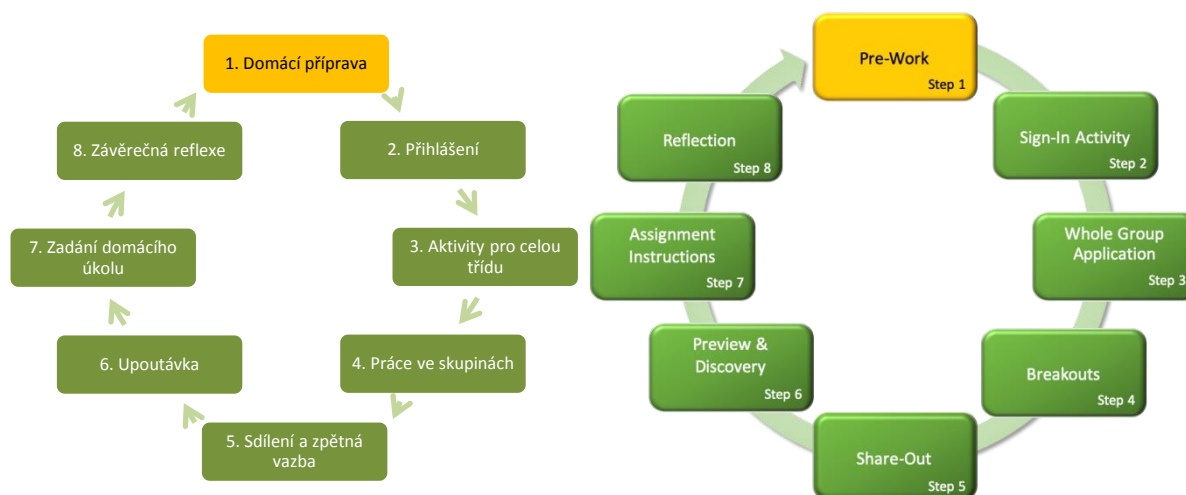 1. Domácí příprava
2. Přihlášení
3. Aktivity pro celou
třídu
4. Práce ve skupinách
5. Sdílení a zpětná
vazba
6. Upoutávka
7. Zadání domácího
úkolu
8. Závěrečná reflexe
Pre-Work
Step 1
Sign-In Activity
Step 2
Whole Group
Application
Step 3
Breakouts
Step 4
Share-Out
Step 5
Preview &
Discovery
Step 6
Assignment
Instructions
Step 7
Reflection
Step 8